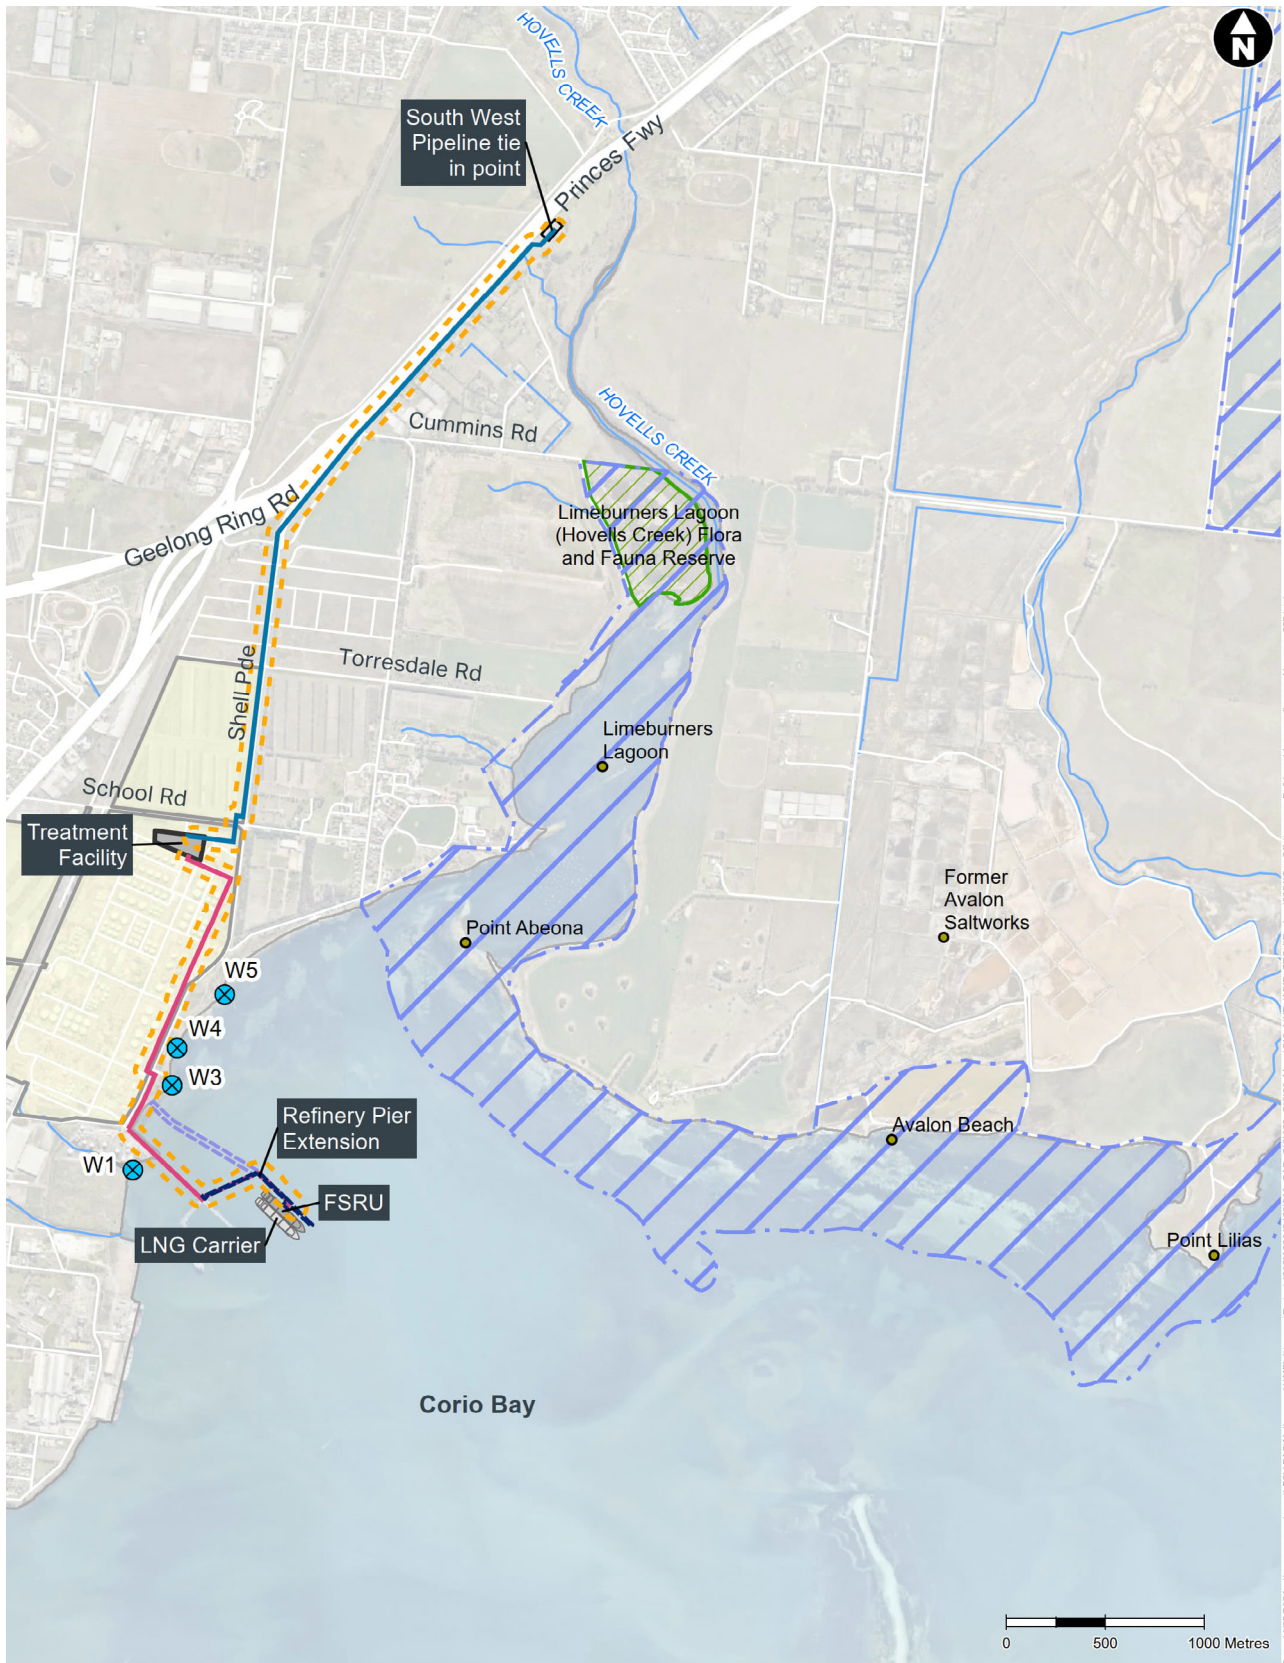 N
HOVELLS CREEK
South West
Pipeline tie
in point
Princes Fwy
Cummins Rd
HOVELLS CREEK
Geelong Ring Rd
Limeburners Lagoon
(Hovells Creek) Flora
and Fauna Reserve
Shell Pde
Torresdale Rd
Limeburners
Lagoon
School Rd
Treatment
Facility
Former
Avalon
Saltworks
Point Abeona
W5
W4
W3
Refinery Pier
Extension
Avalon Beach
W1
FSRU
LNG Carrier
Point Lilias
Corio Bay
0 500 1000 Metres